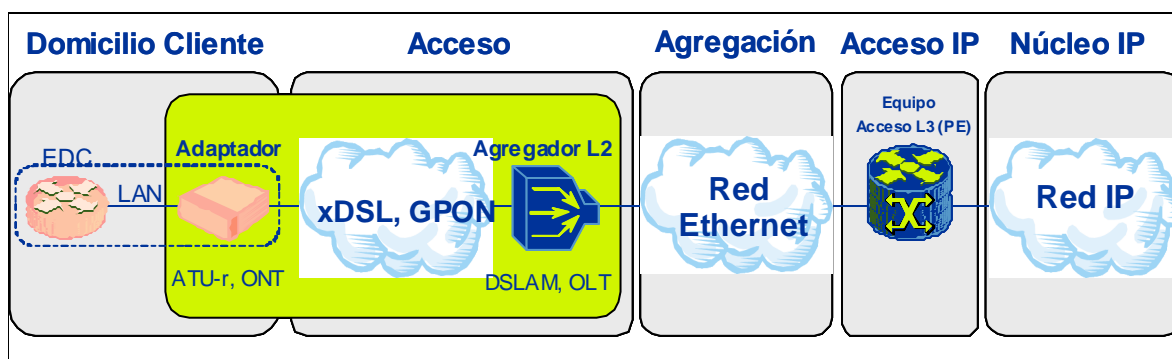 Domicilio Cliente
Acceso
Agregación
Acceso IP
Núcleo IP
EDC
LAN
Adaptador
ATU-r, ONT
xDSL, GPON
Agregador L2
DSLAM, OLT
Red
Ethernet
Equipo
Acceso L3 (PE)
Red IP